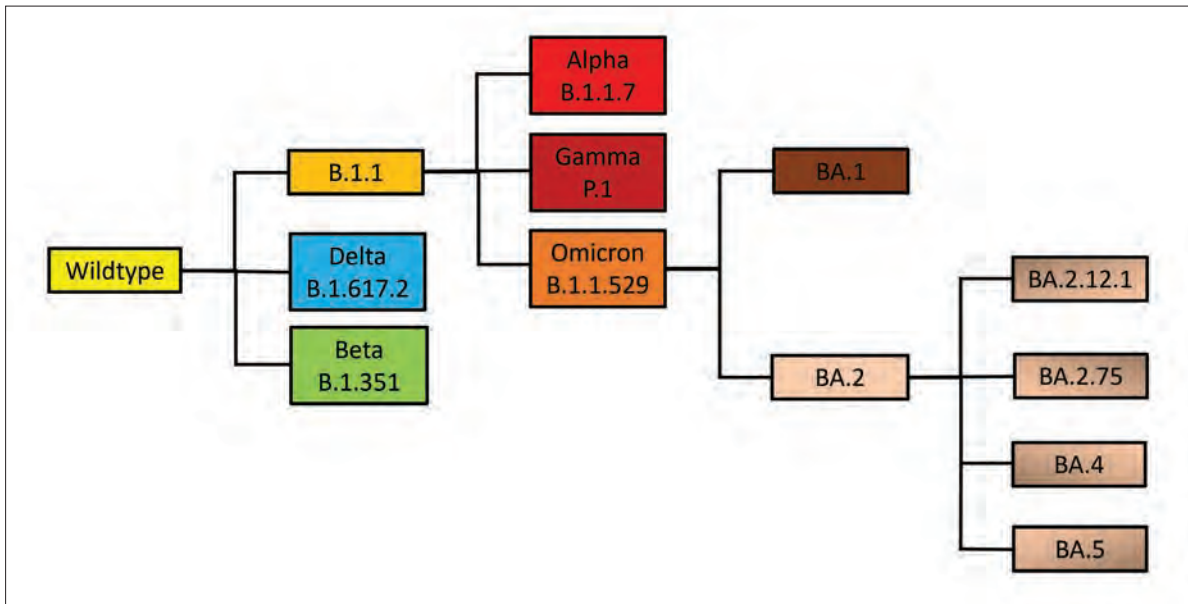 Wildtype
B.1.1
Delta
B.1.617.2
Beta
B.1.351
Alpha
B.1.1.7
Gamma
P.1
Omicron
B.1.1.529
BA.1
BA.2
BA.2.12.1
BA.2.75
BA.4
BA.5